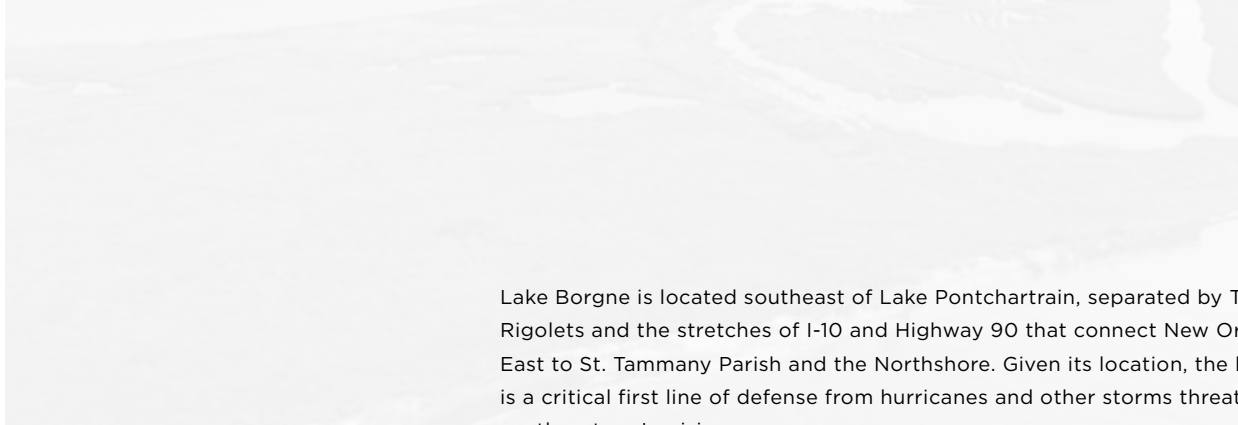 Lake Borgne is located southeast of Lake Pontchartrain, separated by
Rigolets and the stretches of I-10 and Highway 90 that connect New
East to St. Tammany Parish and the Northshore. Given its location, the
is a critical first line of defense from hurricanes and other storms